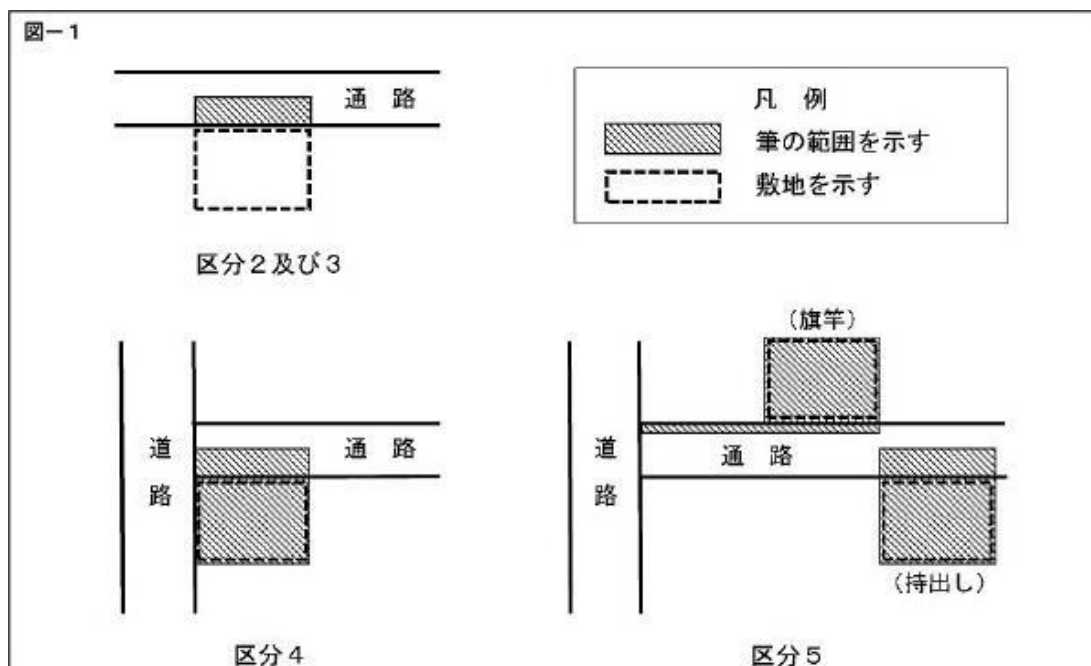 図－１
通路
区分２及び３
凡例
筆の範囲を示す
敷地を示す
道路
通路
区分４
道路
通路
（旗竿）
（持出し）
区分５